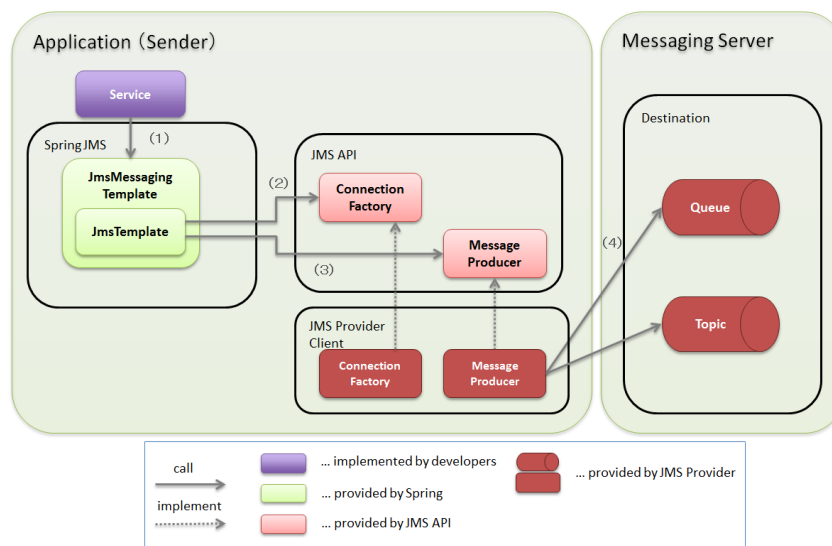 Application (Sender)
Messaging Server
Service
(1)
Spring JMS
JmsMessaging
Template
JmsTemplate
(2)
(3)
JMS API
Connection
Factory
Message
Producer
JMS Provider
Client
Connection
Factory
Message
Producer
(4)
Destination
Queue
Topic
call
implement
... implemented by developers
... provided by Spring
... provided by JMS API
... provided by JMS Provider